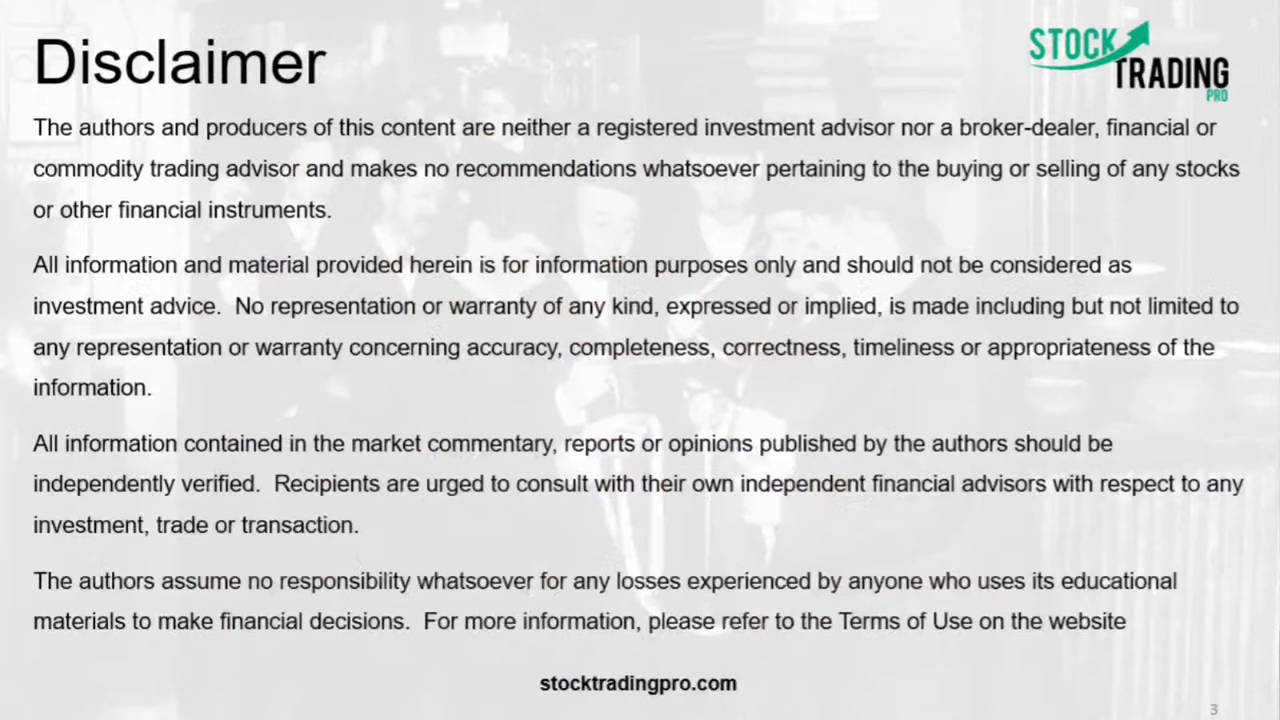 Disclaimer
STOCK
TRADING
PRO
The authors and producers of this content are neither a registered investment advisor nor a broker-dealer, financial or
commodity trading advisor and makes no recommendations whatsoever pertaining to the buying or selling of any stocks
or other financial instruments.
All information and material provided herein is for information purposes only and should not be considered as
investment advice.  No representation or warranty of any kind, expressed or implied, is made including but not limited to
any representation or warranty concerning accuracy, completeness, correctness, timeliness or appropriateness of the
information.
All information contained in the market commentary, reports or opinions published by the authors should be
independently verified.  Recipients are urged to consult with their own independent financial advisors with respect to any
investment, trade or transaction.
The authors assume no responsibility whatsoever for any losses experienced by anyone who uses its educational
materials to make financial decisions.  For more information, please refer to the Terms of Use on the website
stocktradingpro.com
3